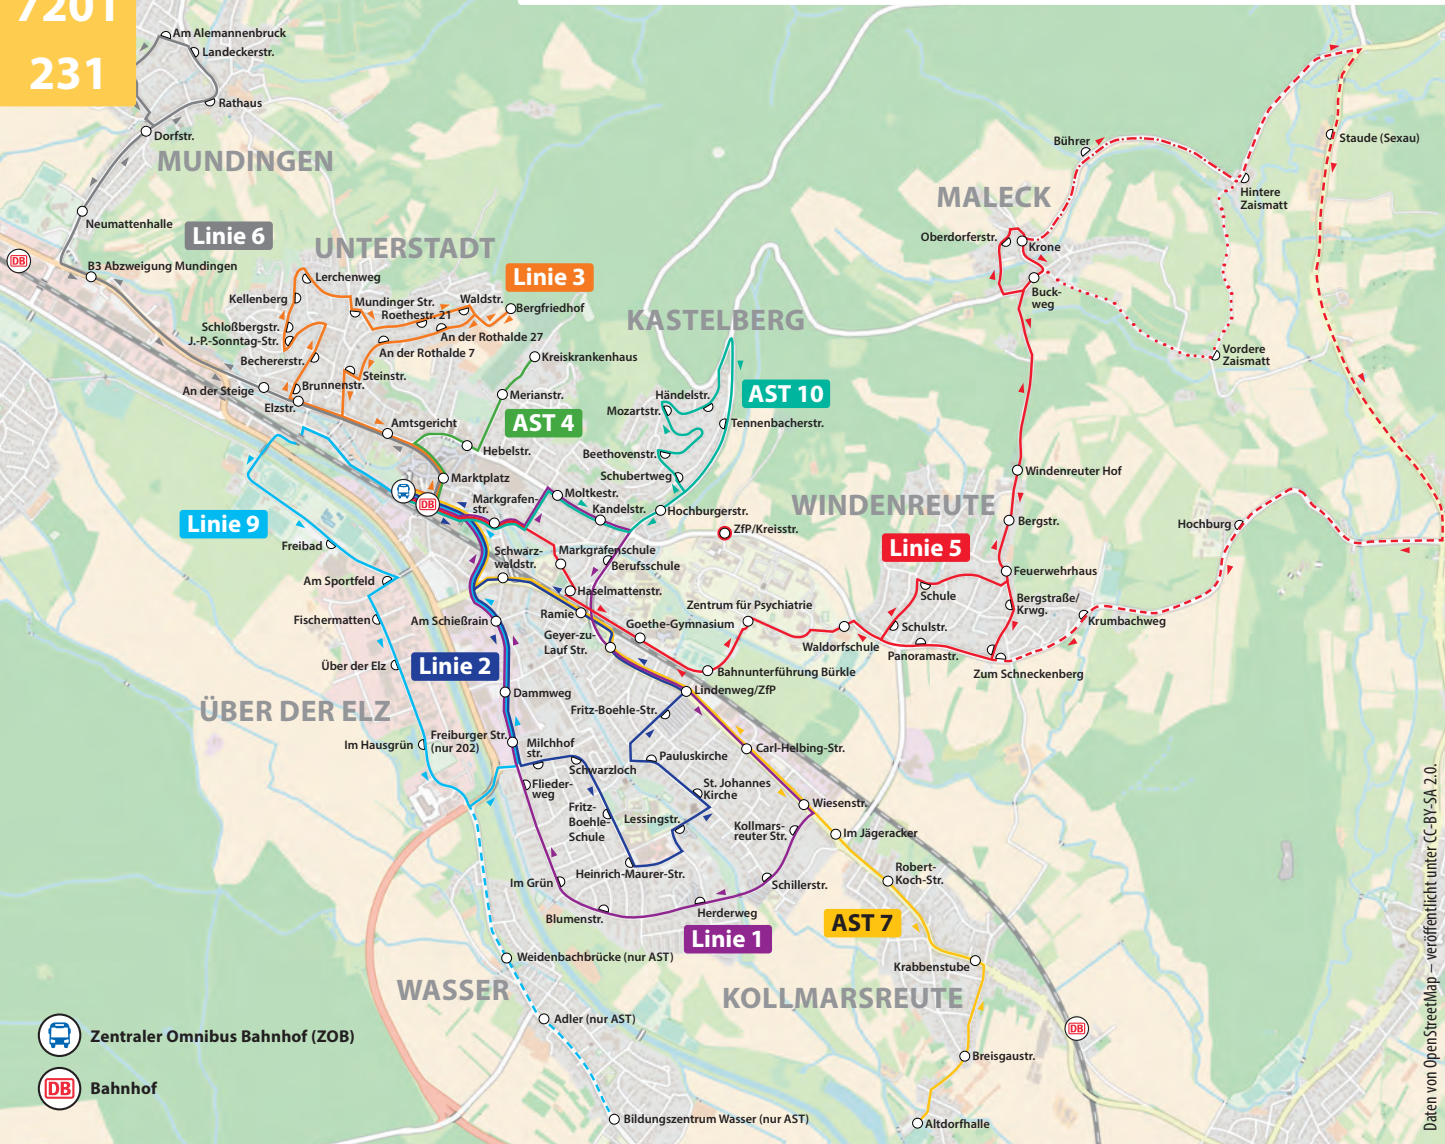 7201
231
Am Alemannenbruck
Landeckerstr.
Rathaus
Dorfstr.
MUNDINGEN
Neumattenhalle
Linie 6
B3 Abzweigung Mundingen
DB
UNTERSTADT
Lerchenweg
Kellenberg
Linie 3
Mundinger Str.
Waldstr.
Roethestr. 21
Bergfriedhof
Schloßbergstr.
J.-P.-Sonntag-Str.
An der Rothalde 27
An der Rothalde 7
Bechererstr.
Steinstr.
Brunnenstr.
An der Steige
Elzstr.
Kreiskrankenhaus
Merianstr.
AST 4
Amtsgericht
Hebelstr.
Marktplatz
DB
KASTELBERG
Händelstr.
AST 10
Mozartstr.
Tennenbacherstr.
Beethovenstr.
Schubertweg
Hochburgerstr.
Markgrafen-
str.
Moltkestr.
Kandelstr.
ZfP/Kreisstr.
MALECK
Bührer
Staude (Sexau)
Hintere
Zaismatt
Oberdorferstr.
Krone
Buck-
weg
Vordere
Zaismatt
WINDENREUTE
Windenreuter Hof
Bergstr.
Linie 5
Feuerwehrhaus
Hochburg
Schule
Bergstraße/
Krwg.
Krumbachweg
Schulstr.
Panoramastr.
Zum Schneckenberg
Waldorfschule
Zentrum für Psychiatrie
Goethe-Gymnasium
Bahnunterführung Bürkle
Lindenweg/ZfP
Linie 9
Freibad
Am Sportfeld
Fischermatten
Über der Elz
Schwarz-
waldstr.
Markgrafenschule
Berufsschule
Haselmattenstr.
Ramie
Geyer-zu-
Lauf Str.
Am Schießrain
Linie 2
Dammweg
ÜBER DER ELZ
Im Hausgrün
Freiburger Str.
(nur 202)
Milchhof
str.
Fritz-Boehle-Str.
Pauluskirche
Schwarzloch
Flieder-
weg
Fritz-
Boehle-
Schule
St. Johannes
Kirche
Lessingstr.
Kollmars-
reuter Str.
Heinrich-Maurer-Str.
Schillerstr.
Im Grün
Blumenstr.
Herderweg
Linie 1
Carl-Helbing-Str.
Wiesenstr.
Im Jägeracker
Robert-
Koch-Str.
AST 7
Krabbenstube
KOLLMARSREUTE
Breisgaustr.
Altdorfhalle
DB
WASSER
Weidenbachbrücke (nur AST)
Adler (nur AST)
Bildungszentrum Wasser (nur AST)
Zentraler Omnibus Bahnhof (ZOB)
DB Bahnhof
Daten von OpenStreetMap – veröffentlicht unter CC-BY-SA 2.0.